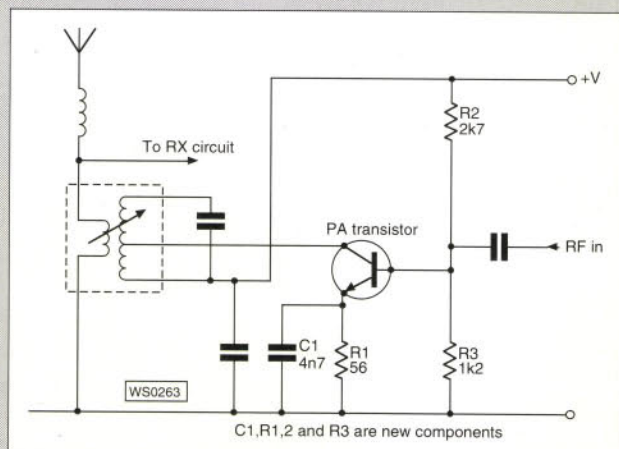 +V
R2
2k7
To RX circuit
PA transistor
RF in
C1
4n7
R1
56
R3
1k2
WS0263
C1,R1,2 and R3 are new components